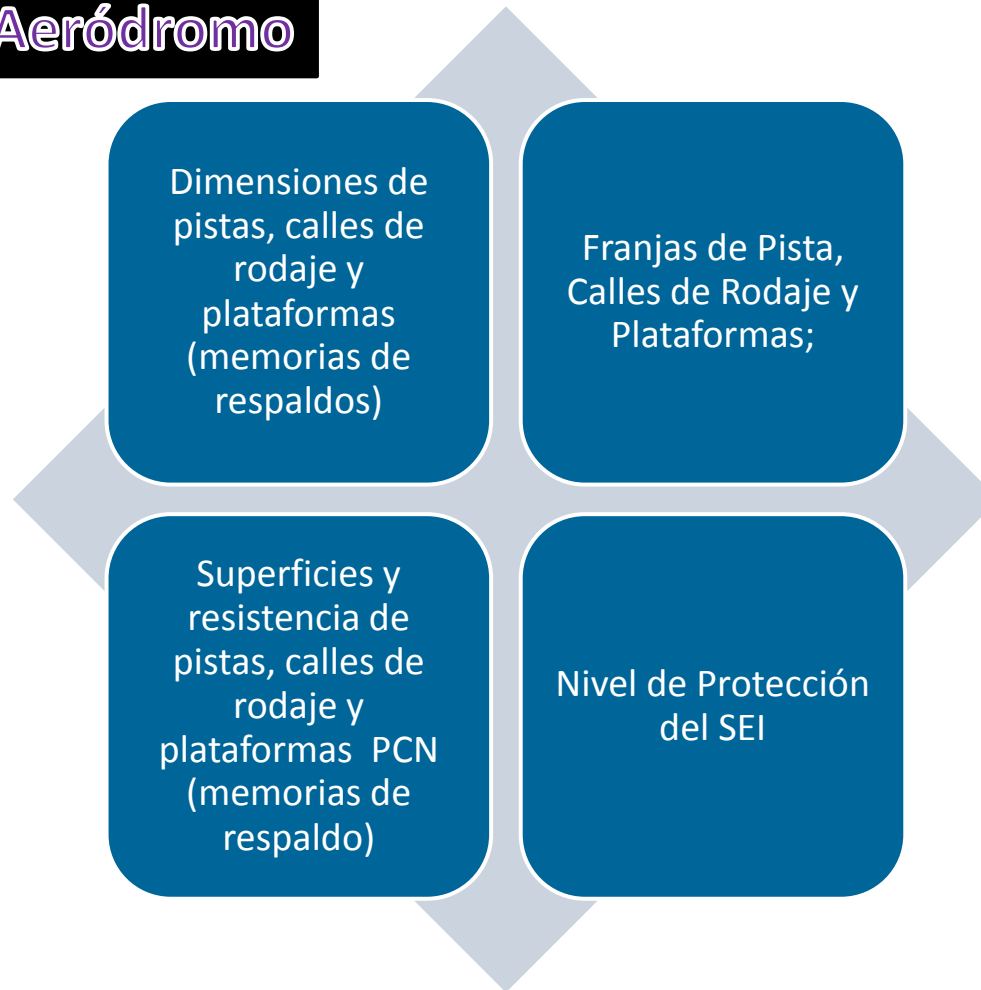 Aeródromo
Dimensiones de
pistas, calles de
rodaje y
plataformas
(memorias de
respaldos)
Franjas de Pista,
Calles de Rodaje y
Plataformas;
Superficies y
resistencia de
pistas, calles de
rodaje y
plataformas  PCN
(memorias de
respaldo)
Nivel de Protección
del SEI